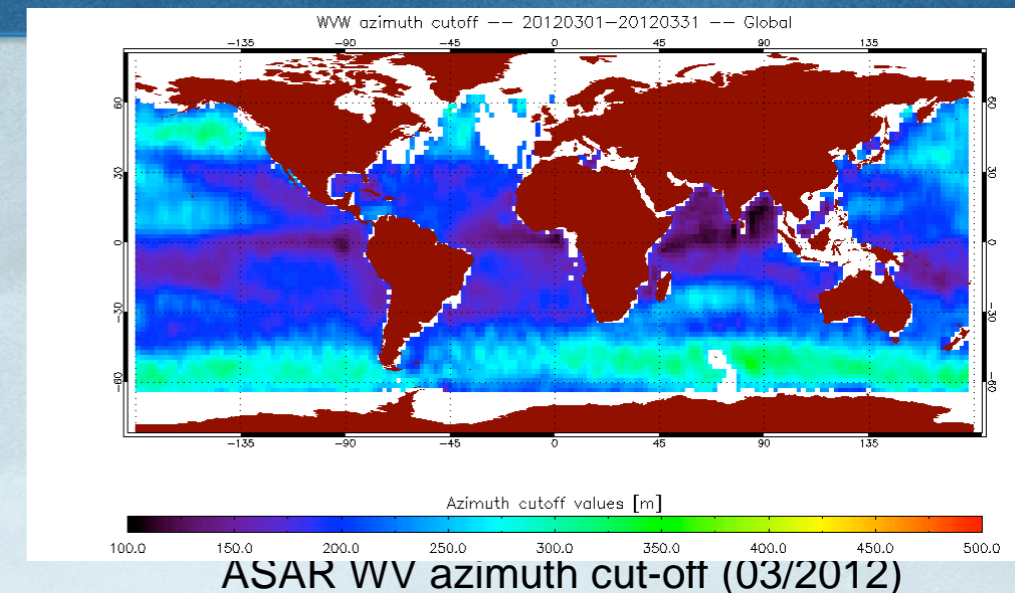 WVW azimuth cutoff -- 20120301-20120331 -- Global
-135 -90 -45 0 45 90 135
60 60
30 30
0 0
-30 -30
-60 -60
-135 -90 -45 0 45 90 135
Azimuth cutoff values [m]
100.0 150.0 200.0 250.0 300.0 350.0 400.0 450.0 500.0
ASAR WV azimuth cut-off (03/2012)